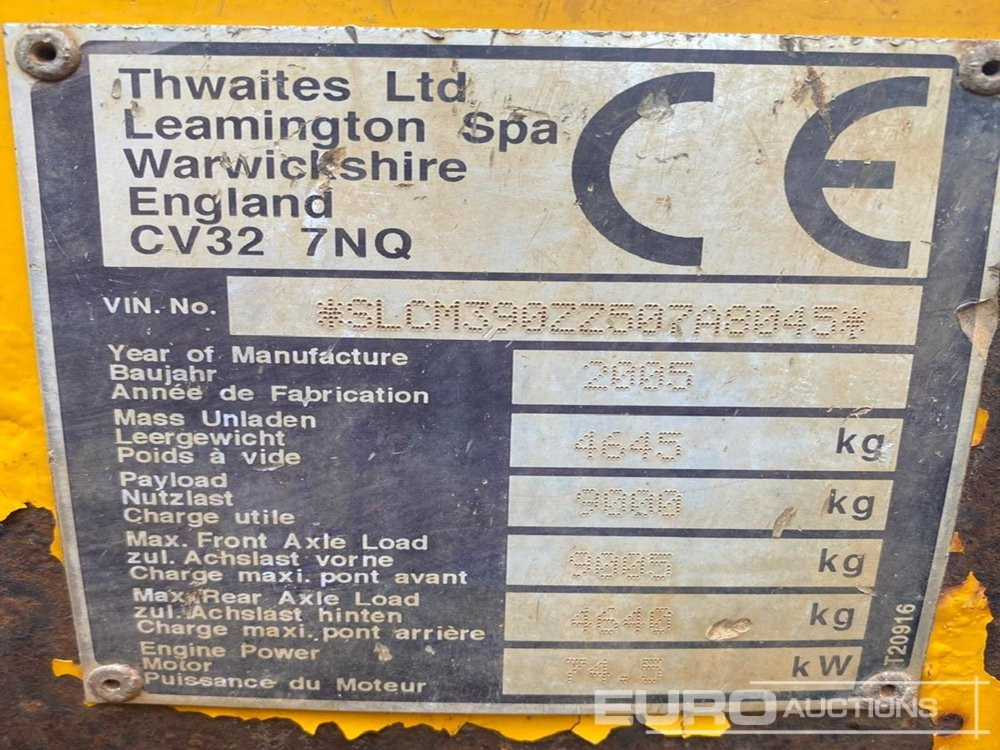 Thwaites Ltd
Leamington Spa
Warwickshire
England
CV32 7NQ
CE
VIN. No. *SLCM390ZZ507A8045*
Year of Manufacture
Baujahr 2005
Année de Fabrication
Mass Unladen
Leergewicht 4645 kg
Poids à vide
Payload
Nutzlast 9000 kg
Charge utile
Max. Front Axle Load
zul. Achslast vorne 9005 kg
Charge maxi. pont avant
Max. Rear Axle Load
zul. Achslast hinten 4640 kg
Charge maxi. pont arrière
Engine Power
Motor 74.5 kW
Puissance du Moteur
T20916
EURO AUCTIONS